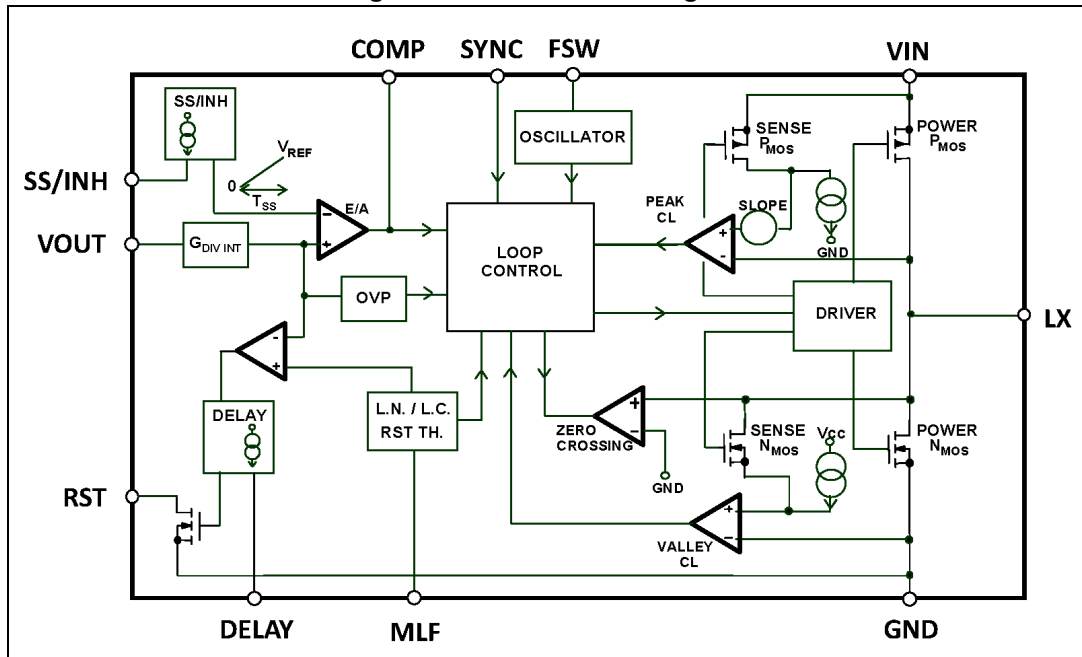 COMP SYNC FSW VIN
SS/INH
OSCILLATOR
SENSE
PMOS
POWER
PMOS
VREF
0
TSS
SS/INH
E/A
PEAK
CL
SLOPE
+
-
GND
VOUT
GDIV INT
-
+
LOOP
CONTROL
OVP
DRIVER
LX
-
+
DELAY
L.N. / L.C.
RST TH.
ZERO
CROSSING
+
-
GND
SENSE
NMOS
Vcc
POWER
NMOS
RST
VALLEY
CL
+
-
DELAY MLF GND